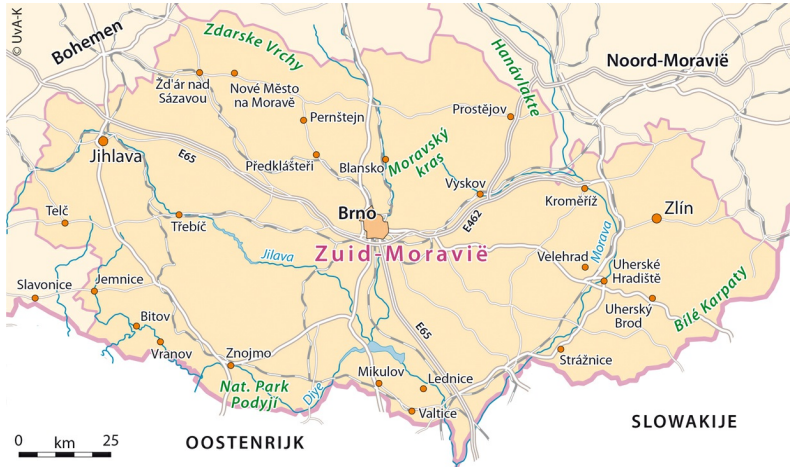 © UvA-K
Bohemen
Zdarske Vrchy
Hanávlakte
Noord-Moravië
Žd'ár nad
Sázavou
Nové Město
na Moravě
Pernštejn
Prostějov
Jihlava
E65
Předklášteří
Blansko
Moravský
kras
Vyskov
Kroměříž
Telč
Třebíč
Brno
E462
Zlín
Jilava
Zuid-Moravië
Velehrad
Morava
Uherské
Hradiště
Slavonice
Jemnice
Uherský
Brod
Bílé Karpaty
Bitov
Vranov
Znojmo
E65
Mikulov
Lednice
Strážnice
Nat. Park
Podyjí
Diye
Valtice
SLOWAKIJE
OOSTENRIJK
0 km 25